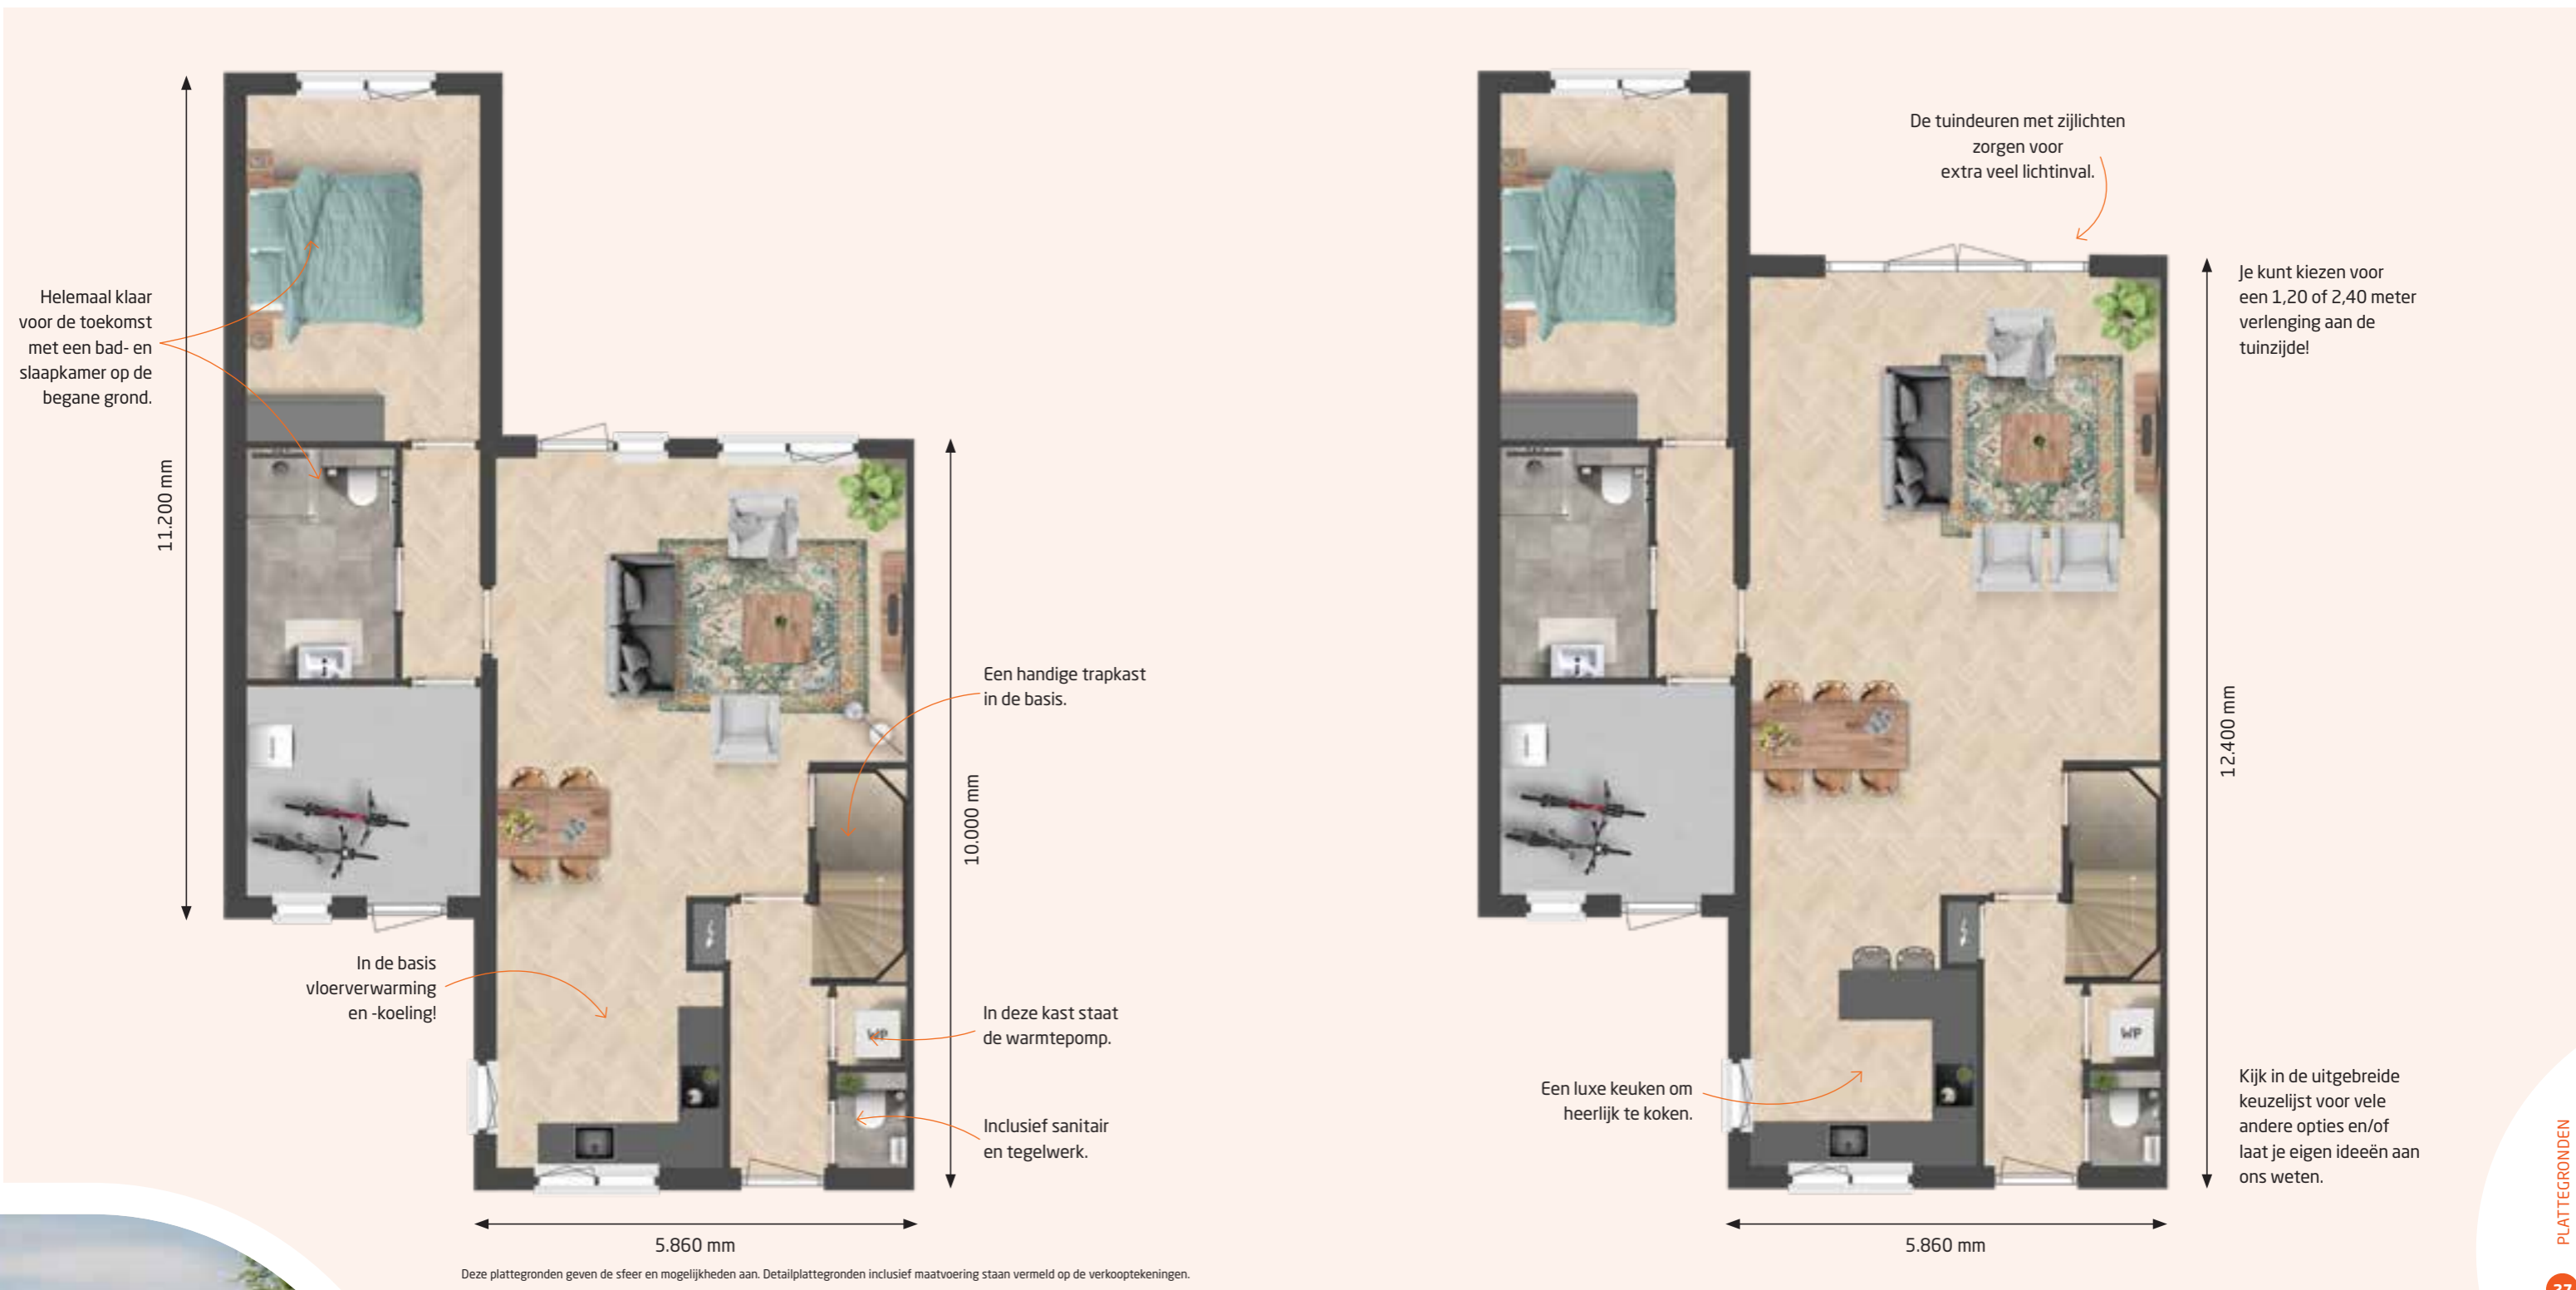 Helemaal klaar
voor de toekomst
met een bad- en
slaapkamer op de
begane grond.
11.200 mm
In de basis
vloerverwarming
en -koeling!
Een handige trapkast
in de basis.
10.000 mm
In deze kast staat
de warmtepomp.
WP
Inclusief sanitair
en tegelwerk.
5.860 mm
Deze plattegronden geven de sfeer en mogelijkheden aan. Detailplattegronden inclusief maatvoering staan vermeld op de verkooptekeningen.
De tuindeuren met zijlichten
zorgen voor
extra veel lichtinval.
Je kunt kiezen voor
een 1,20 of 2,40 meter
verlenging aan de
tuinzijde!
12.400 mm
WP
Een luxe keuken om
heerlijk te koken.
Kijk in de uitgebreide
keuzelijst voor vele
andere opties en/of
laat je eigen ideeën aan
ons weten.
5.860 mm
PLATTEGRONDEN
27